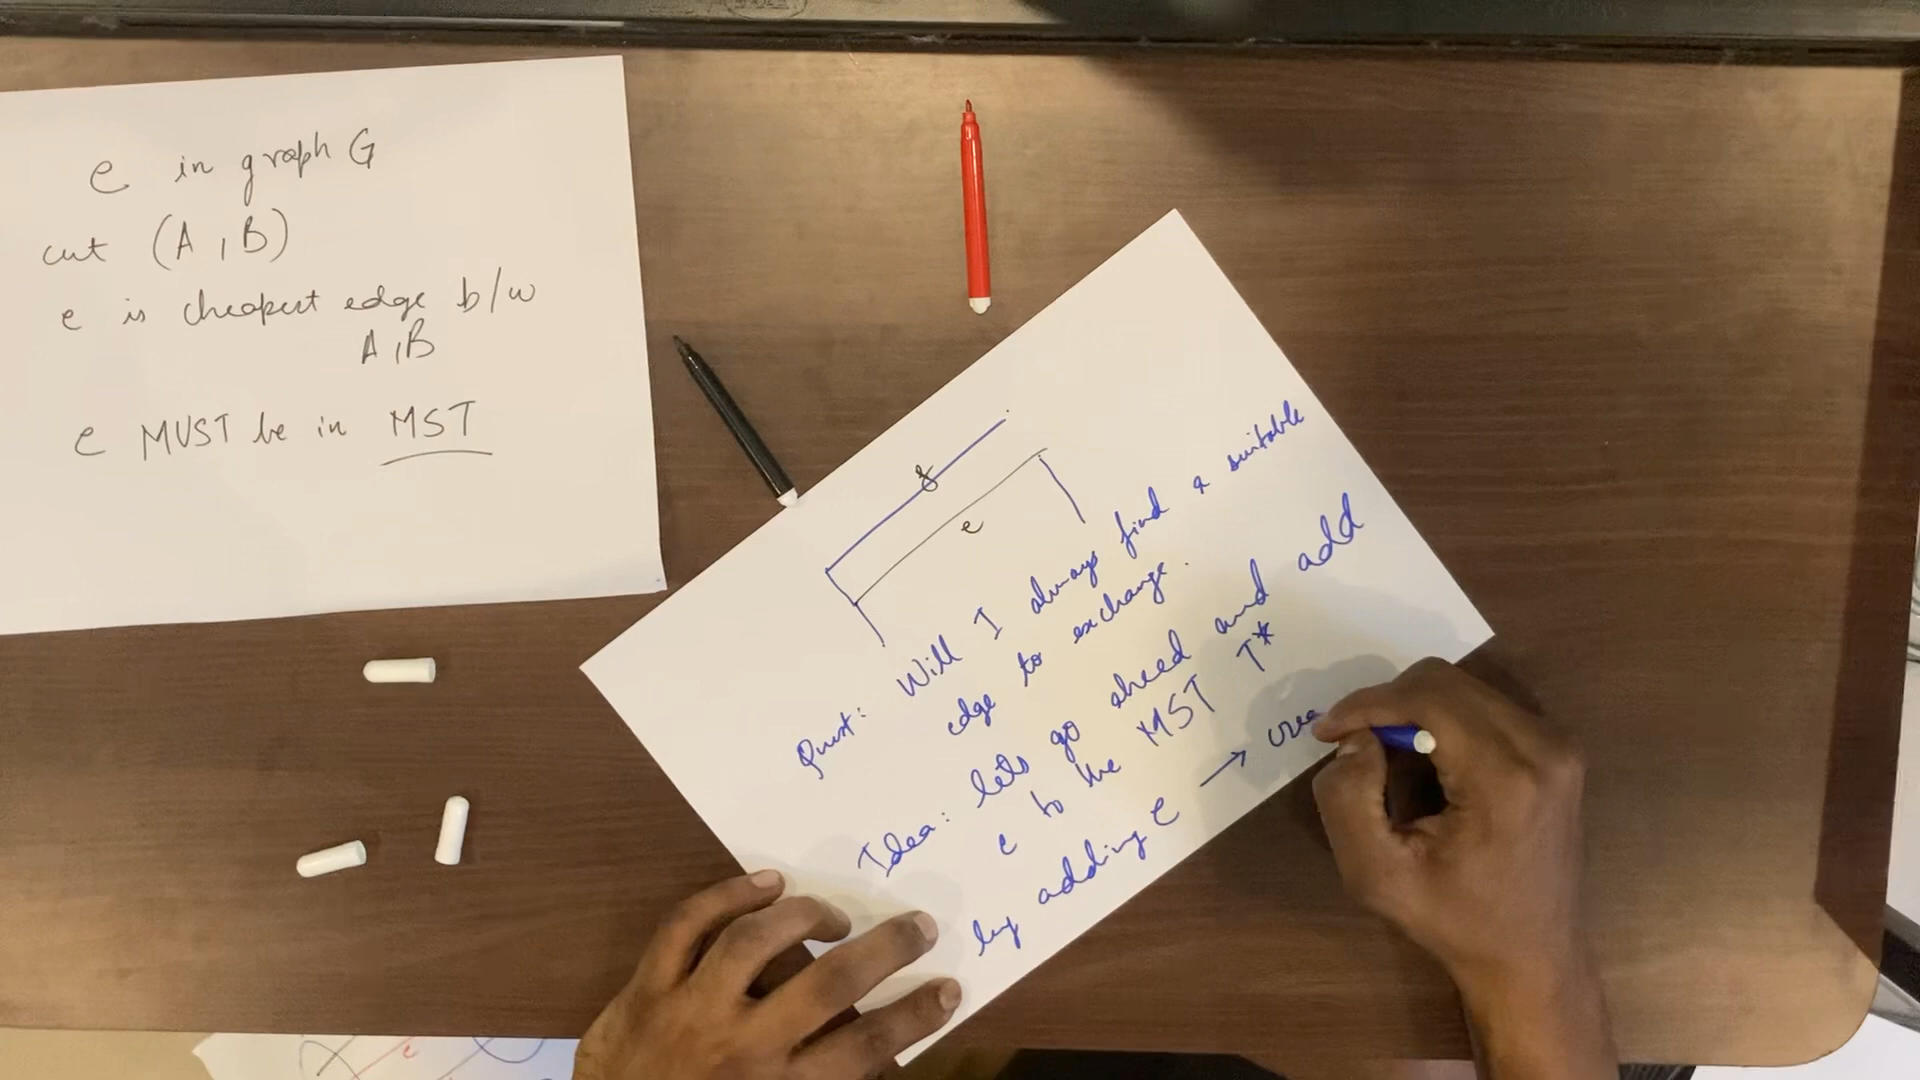 e in graph G
cut (A, B)
e is cheapest edge b/w
A, B
e MUST be in MST
f
e
Quest: Will I always find a suitable
edge to exchange.
Idea: lets go aheed and add
e to the MST T*
by adding e →
e